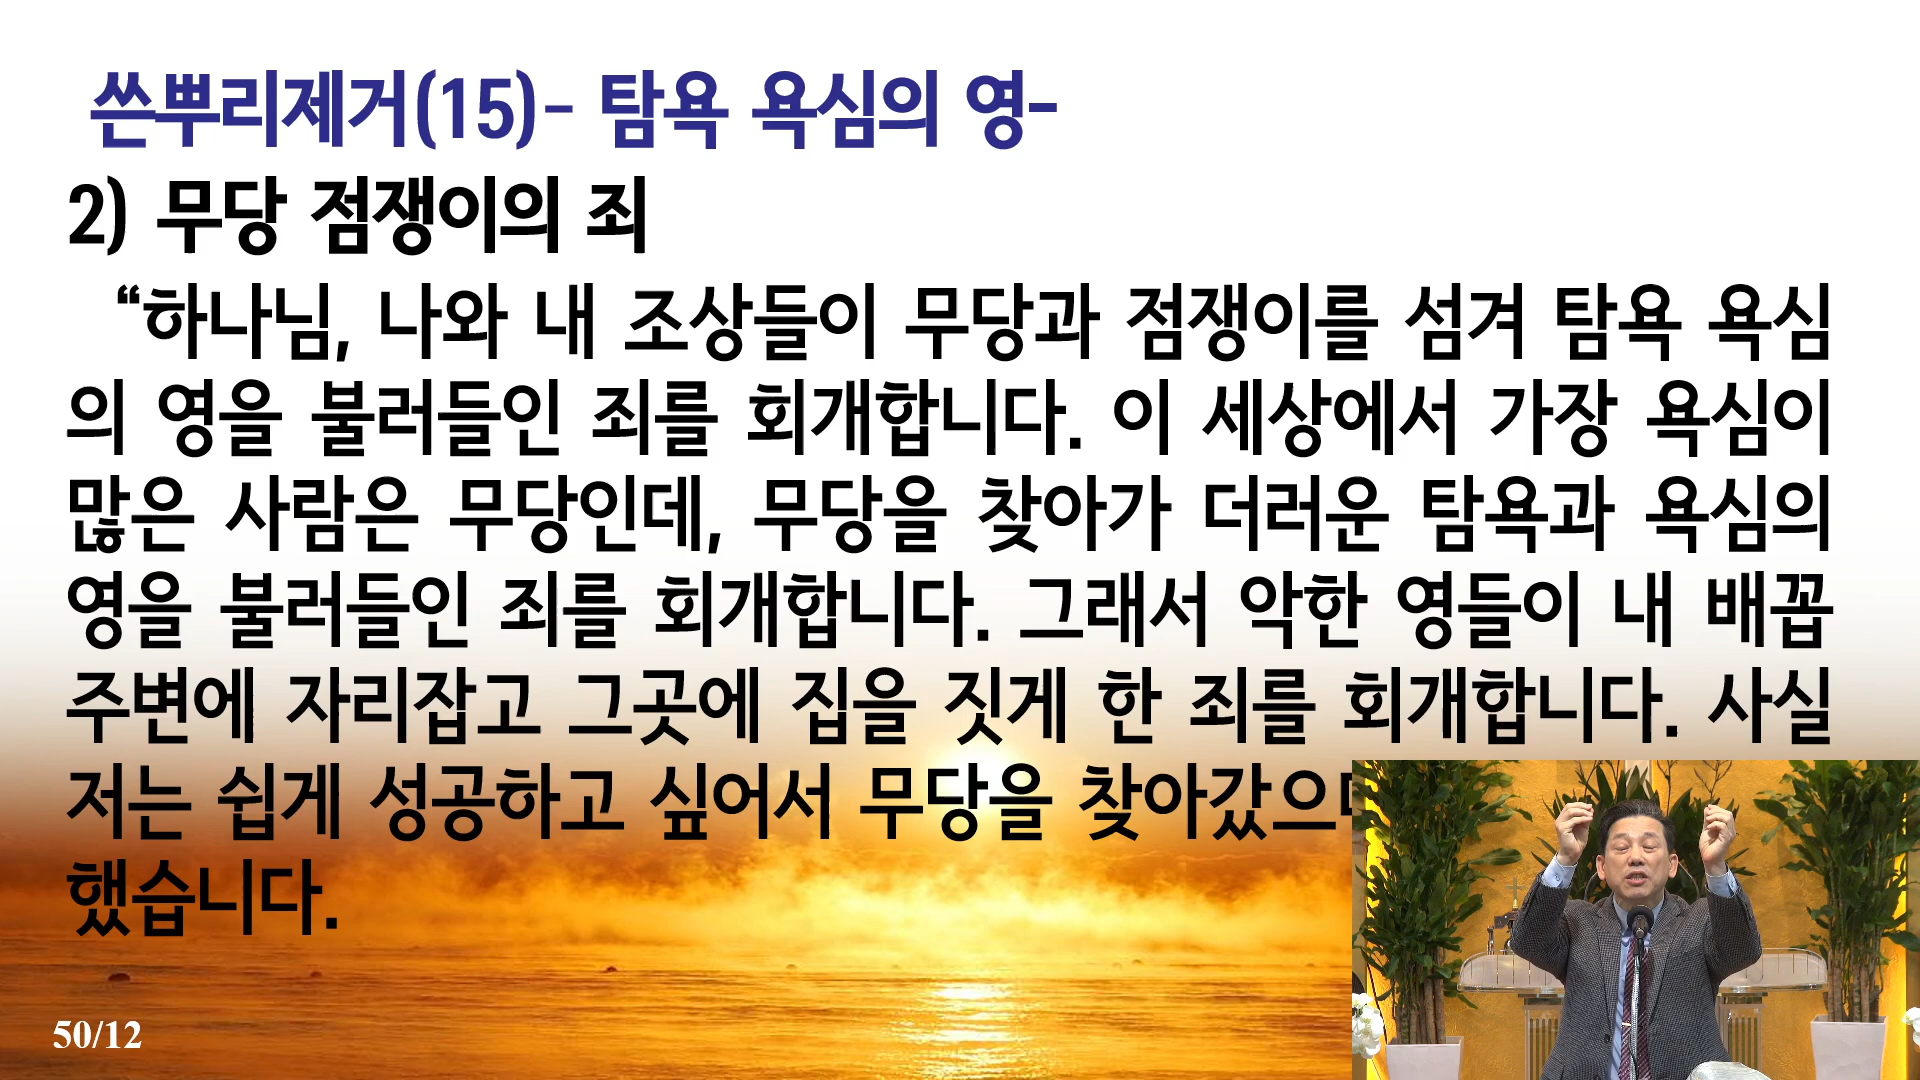 쓴뿌리제거(15)- 탐욕 욕심의 영-
2) 무당 점쟁이의 죄
“하나님, 나와 내 조상들이 무당과 점쟁이를 섬겨 탐욕 욕심
의 영을 불러들인 죄를 회개합니다. 이 세상에서 가장 욕심이
많은 사람은 무당인데, 무당을 찾아가 더러운 탐욕과 욕심의
영을 불러들인 죄를 회개합니다. 그래서 악한 영들이 내 배꼽
주변에 자리잡고 그곳에 집을 짓게 한 죄를 회개합니다. 사실
저는 쉽게 성공하고 싶어서 무당을
했습니다.
50/12